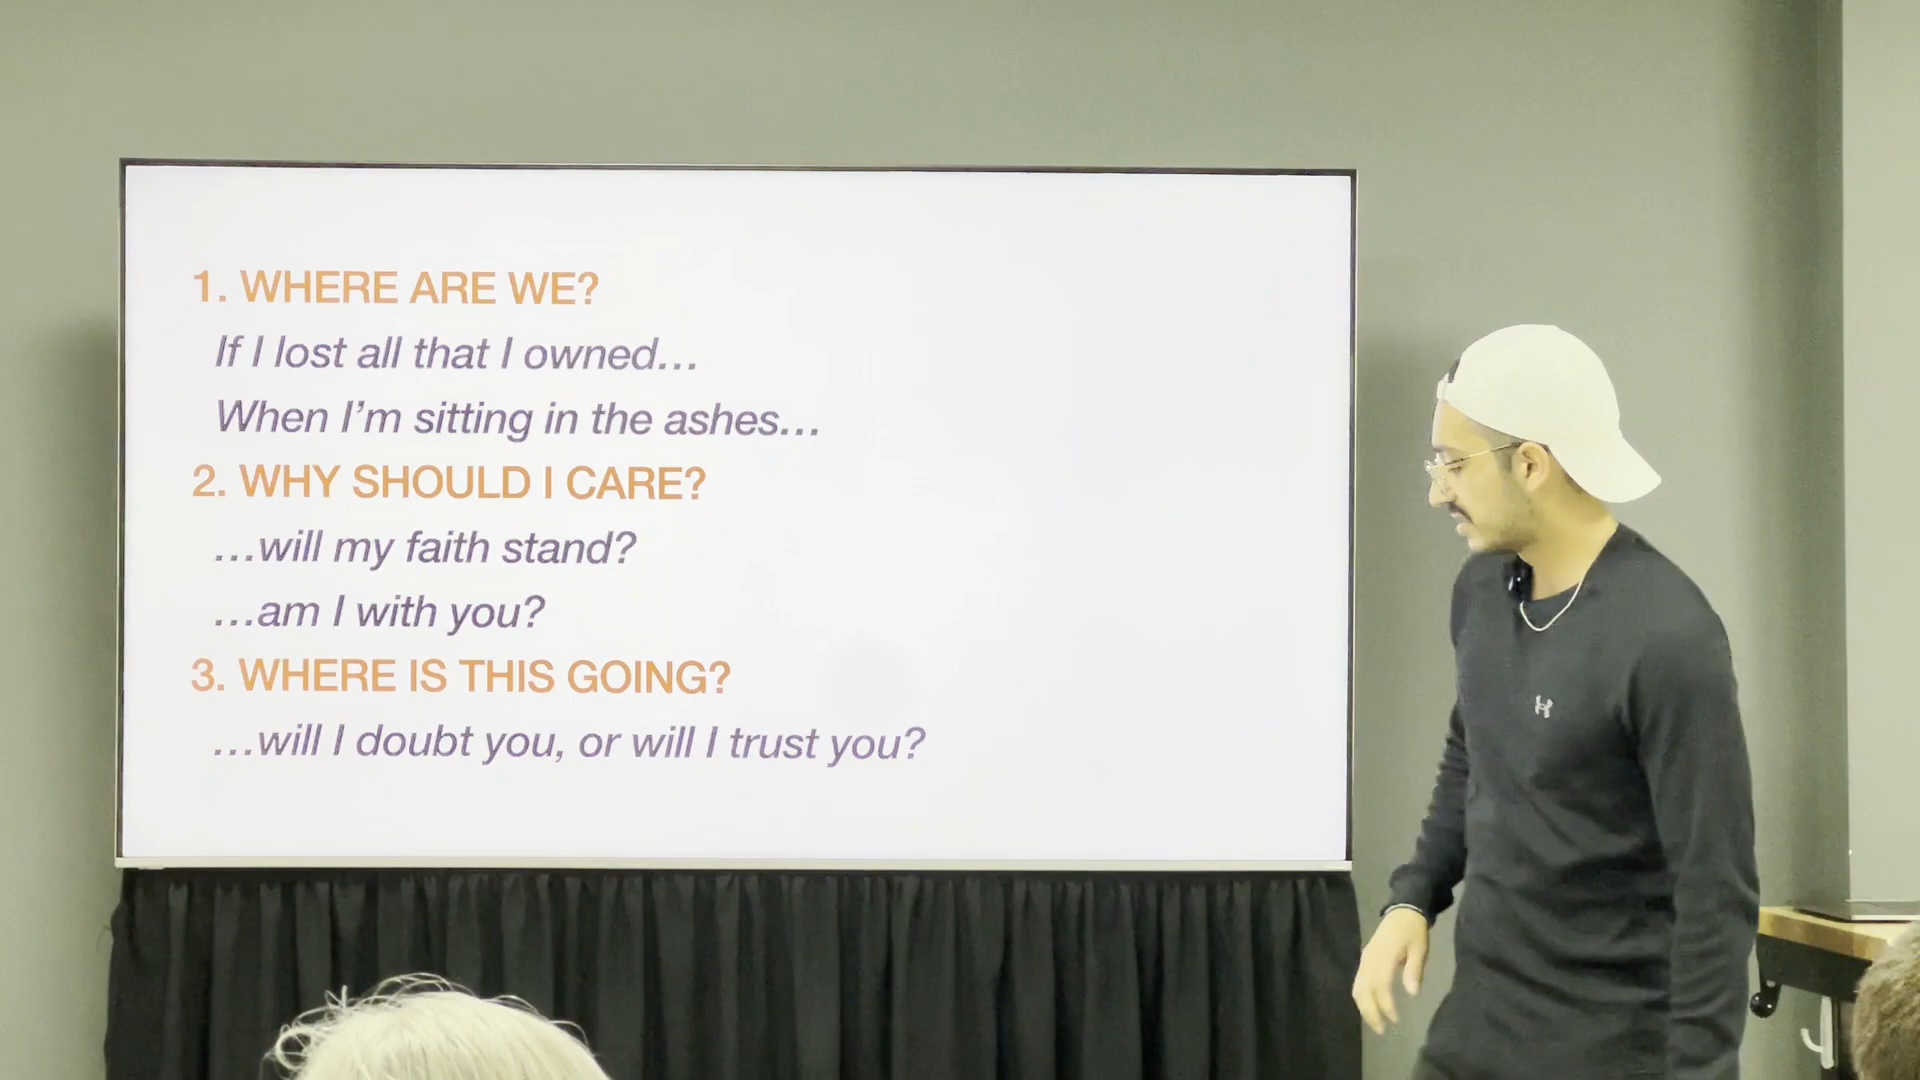 1. WHERE ARE WE?
If I lost all that I owned…
When I’m sitting in the ashes…
2. WHY SHOULD I CARE?
…will my faith stand?
…am I with you?
3. WHERE IS THIS GOING?
…will I doubt you, or will I trust you?